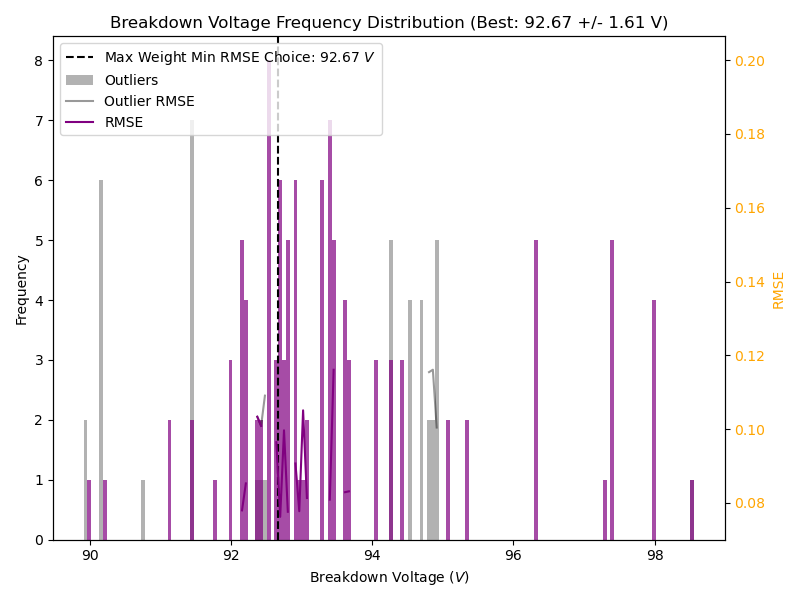 Breakdown Voltage Frequency Distribution (Best: 92.67 +/- 1.61 V)
Max Weight Min RMSE Choice: 92.67 V
Outliers
Outlier RMSE
RMSE
Frequency
8
7
6
5
4
3
2
1
0
90
92
94
96
98
Breakdown Voltage (V)
0.20
0.18
0.16
0.14
0.12
0.10
0.08
RMSE